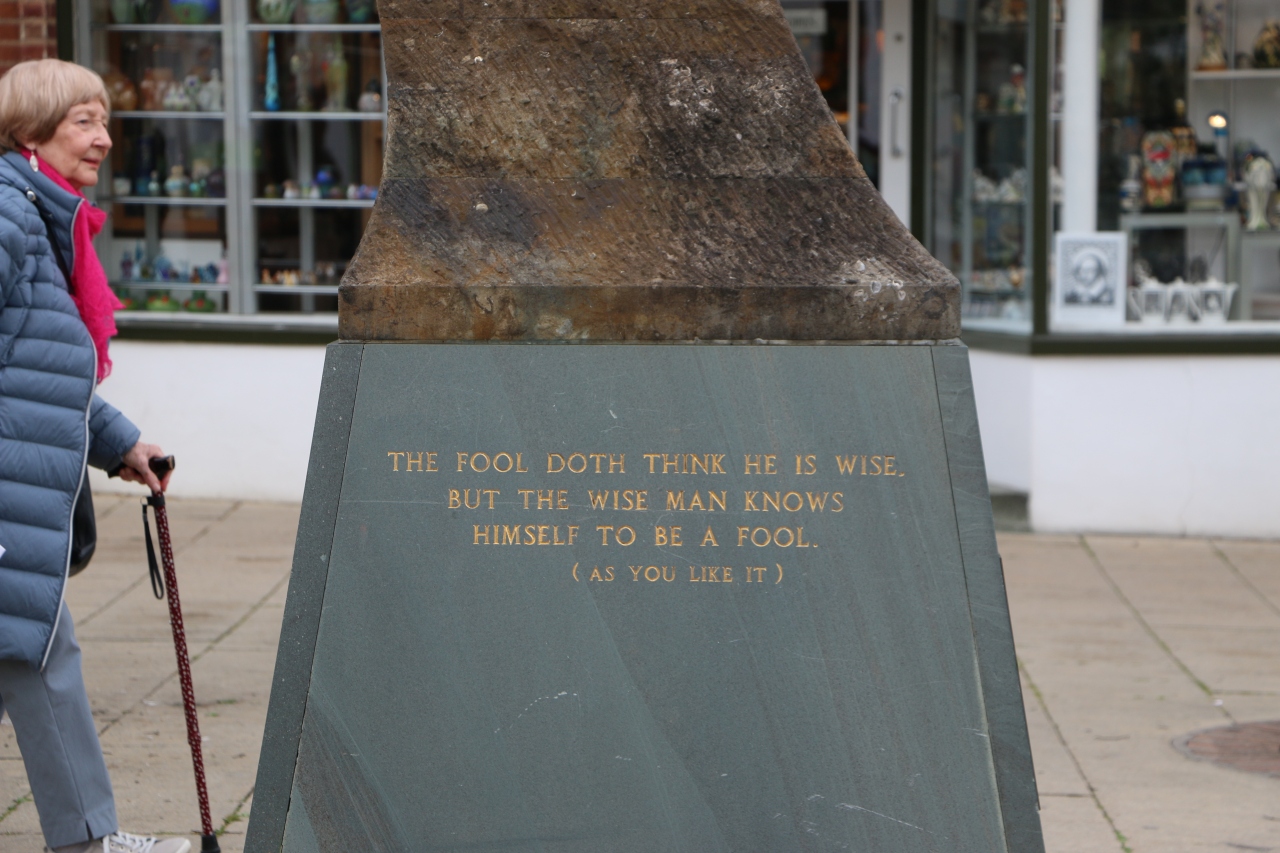 THE FOOL DOTH THINK HE IS WISE,
BUT THE WISE MAN KNOWS
HIMSELF TO BE A FOOL.
(AS YOU LIKE IT)